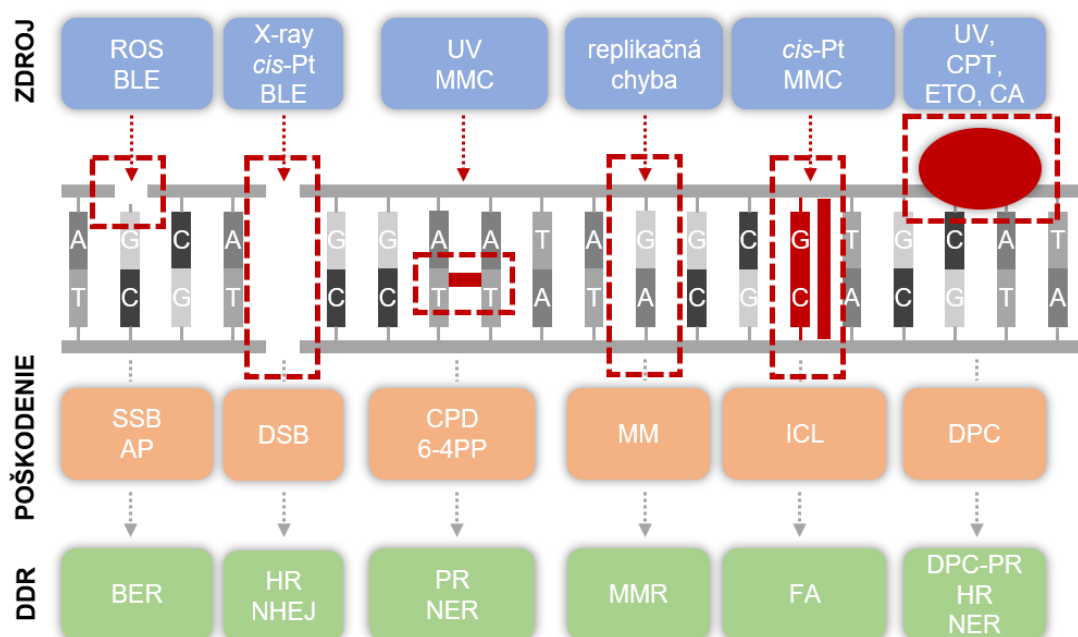 ZDROJ
ROS
BLE
X-ray
cis-Pt
BLE
UV
MMC
replikačná
chyba
cis-Pt
MMC
UV,
CPT,
ETO, CA
A G C A G G A A T A G G C G T G C A T
T C G T C C T T A T A C G C A C G T A
POŠKODENIE
SSB
AP
DSB
CPD
6-4PP
MM
ICL
DPC
DDR
BER
HR
NHEJ
PR
NER
MMR
FA
DPC-PR
HR
NER